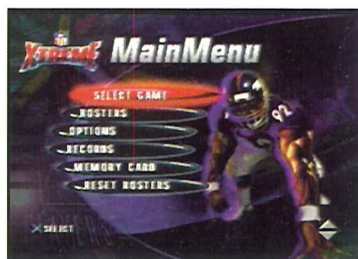 NFL
XTREME
MainMenu
SELECT GAME
ROSTERS
OPTIONS
RECORDS
MEMORY CARD
RESET ROSTERS
92
X SELECT